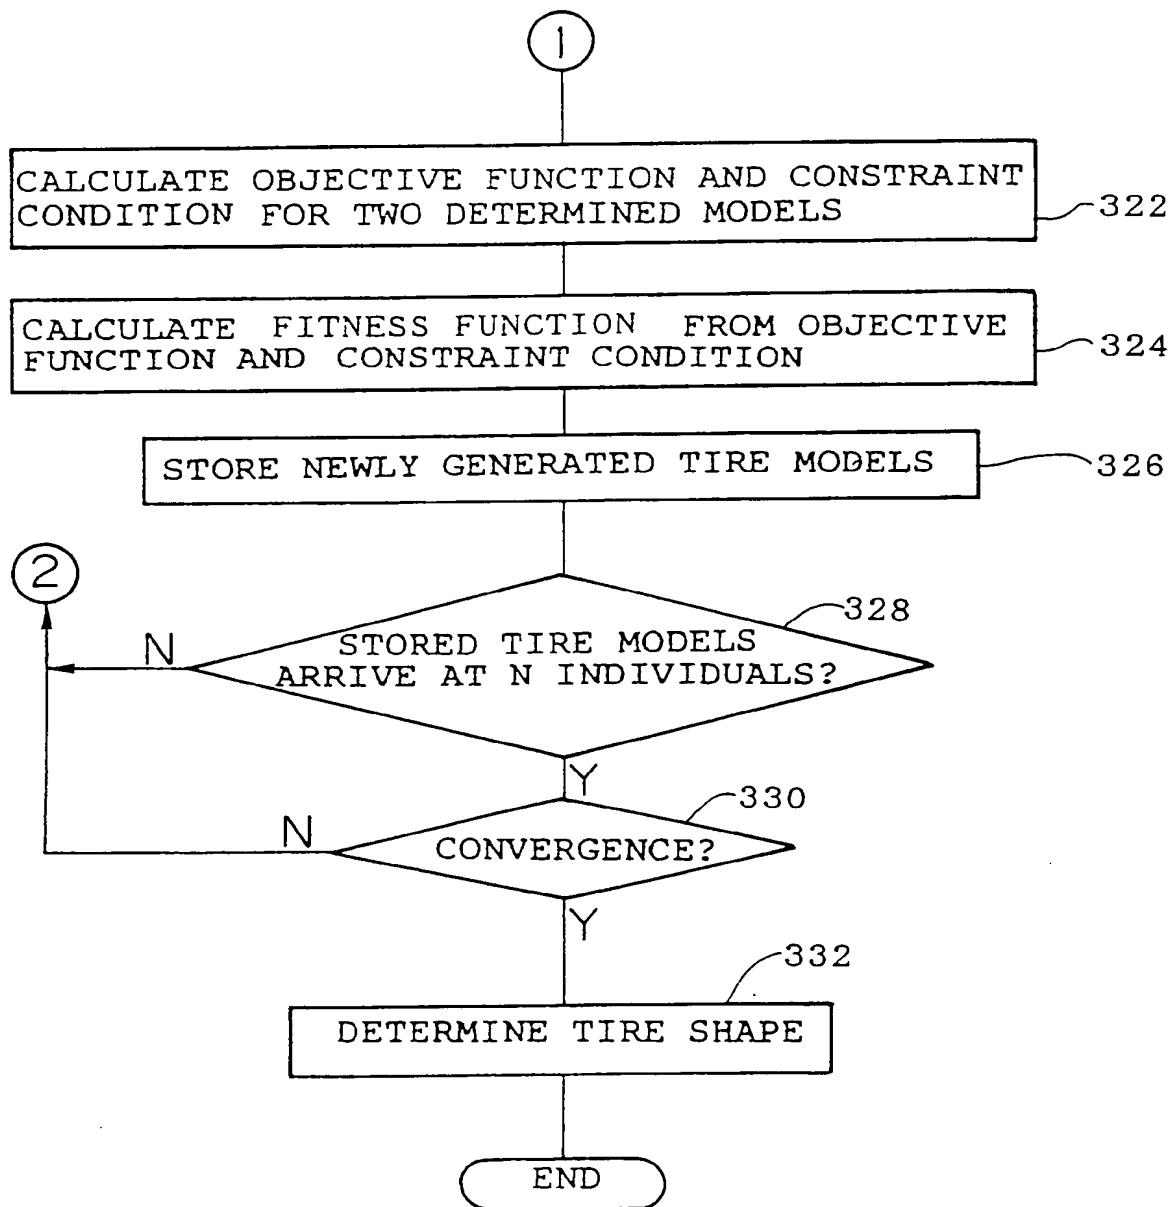 1
CALCULATE OBJECTIVE FUNCTION AND CONSTRAINT
CONDITION FOR TWO DETERMINED MODELS
322
CALCULATE FITNESS FUNCTION FROM OBJECTIVE
FUNCTION AND CONSTRAINT CONDITION
324
STORE NEWLY GENERATED TIRE MODELS
326
2
328
N
STORED TIRE MODELS
ARRIVE AT N INDIVIDUALS?
Y
330
N
CONVERGENCE?
Y
332
DETERMINE TIRE SHAPE
END